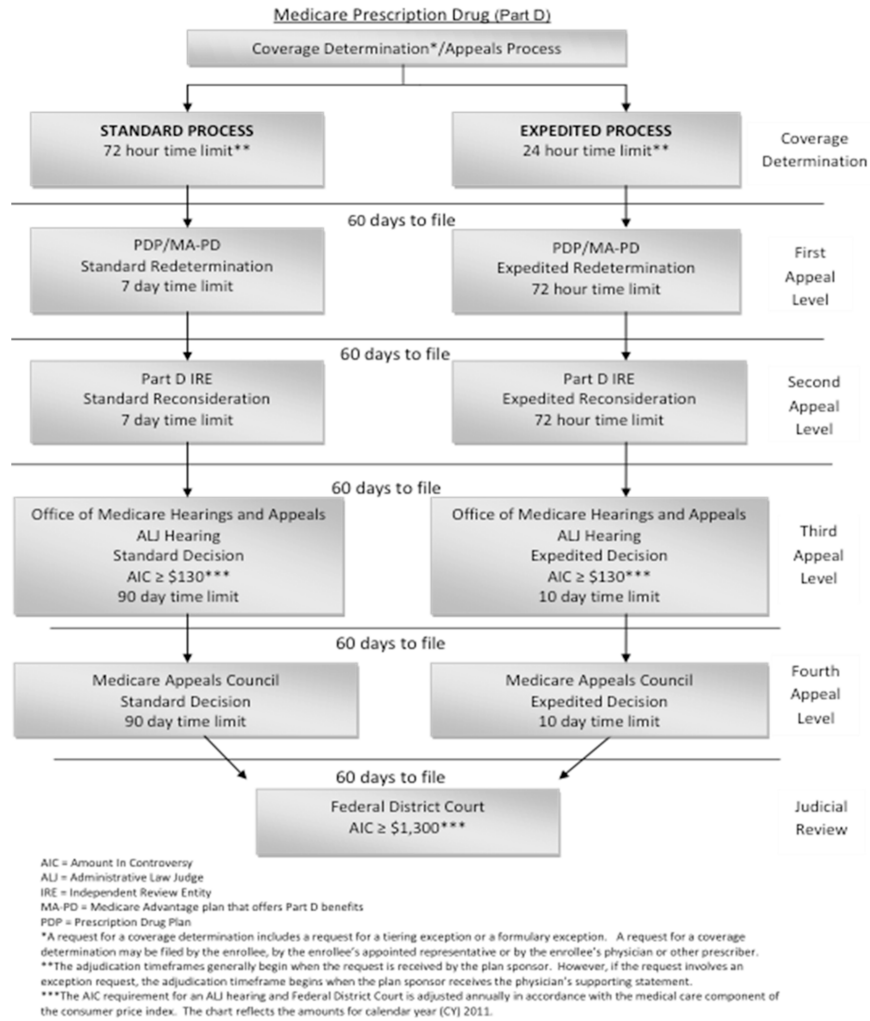 Medicare Prescription Drug (Part D)
Coverage Determination*/Appeals Process
STANDARD PROCESS
72 hour time limit**
EXPEDITED PROCESS
24 hour time limit**
Coverage
Determination
60 days to file
PDP/MA-PD
Standard Redetermination
7 day time limit
PDP/MA-PD
Expedited Redetermination
72 hour time limit
First
Appeal
Level
60 days to file
Part D IRE
Standard Reconsideration
7 day time limit
Part D IRE
Expedited Reconsideration
72 hour time limit
Second
Appeal
Level
60 days to file
Office of Medicare Hearings and Appeals
ALJ Hearing
Standard Decision
AIC ≥ $130***
90 day time limit
Office of Medicare Hearings and Appeals
ALJ Hearing
Expedited Decision
AIC ≥ $130***
10 day time limit
Third
Appeal
Level
60 days to file
Medicare Appeals Council
Standard Decision
90 day time limit
Medicare Appeals Council
Expedited Decision
10 day time limit
Fourth
Appeal
Level
60 days to file
Federal District Court
AIC ≥ $1,300***
Judicial
Review
AIC = Amount In Controversy
ALJ = Administrative Law Judge
IRE = Independent Review Entity
MA-PD = Medicare Advantage plan that offers Part D benefits
PDP = Prescription Drug Plan
*A request for a coverage determination includes a request for a tiering exception or a formulary exception. A request for a coverage
determination may be filed by the enrollee, by the enrollee's appointed representative or by the enrollee's physician or other prescriber.
**The adjudication timeframes generally begin when the request is received by the plan sponsor. However, if the request involves an
exception request, the adjudication timeframe begins when the plan sponsor receives the physician's supporting statement.
***The AIC requirement for an ALJ hearing and Federal District Court is adjusted annually in accordance with the medical care component of
the consumer price index. The chart reflects the amounts for calendar year (CY) 2011.